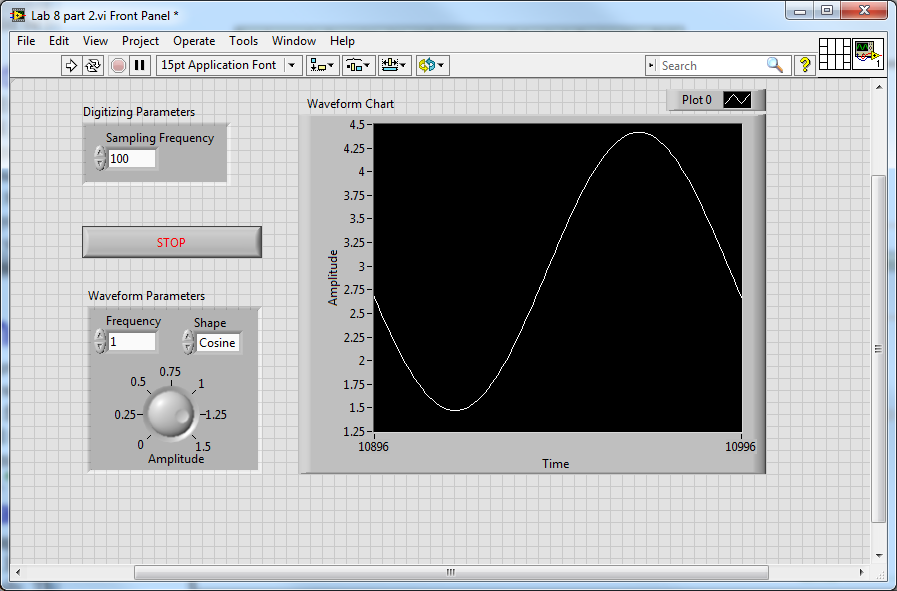 Lab 8 part 2.vi Front Panel *
File Edit View Project Operate Tools Window Help
15pt Application Font
Search
?
1
Digitizing Parameters
Sampling Frequency
100
STOP
Waveform Parameters
Frequency
1
Shape
Cosine
0
0.25
0.5
0.75
1
1.25
1.5
Amplitude
Waveform Chart
Plot 0
4.5
4.25
4
3.75
3.5
3.25
3
2.75
2.5
2.25
2
1.75
1.5
1.25
Amplitude
10896
10996
Time